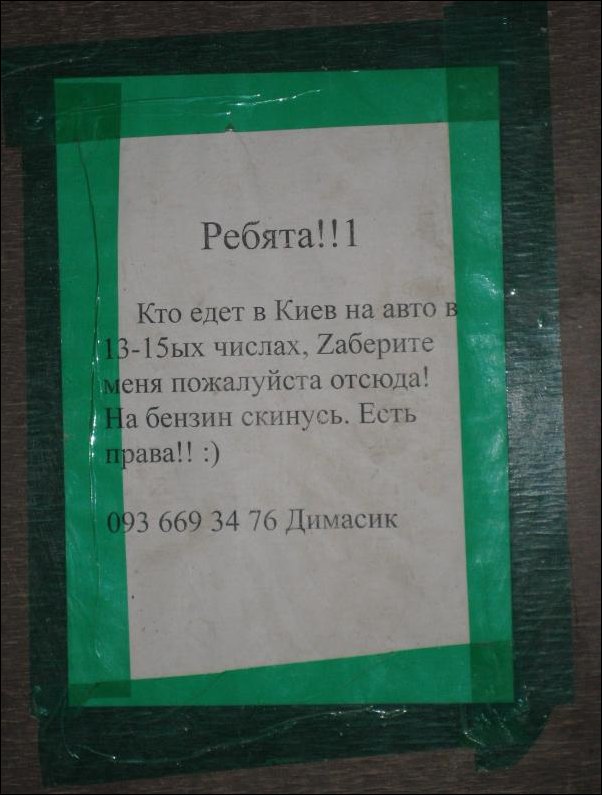 Ребята!!1
Кто едет в Киев на авто в
13-15ых числах, Zаберите
меня пожалуйста отсюда!
На бензин скинусь. Есть
права!! :)
093 669 34 76 Димасик